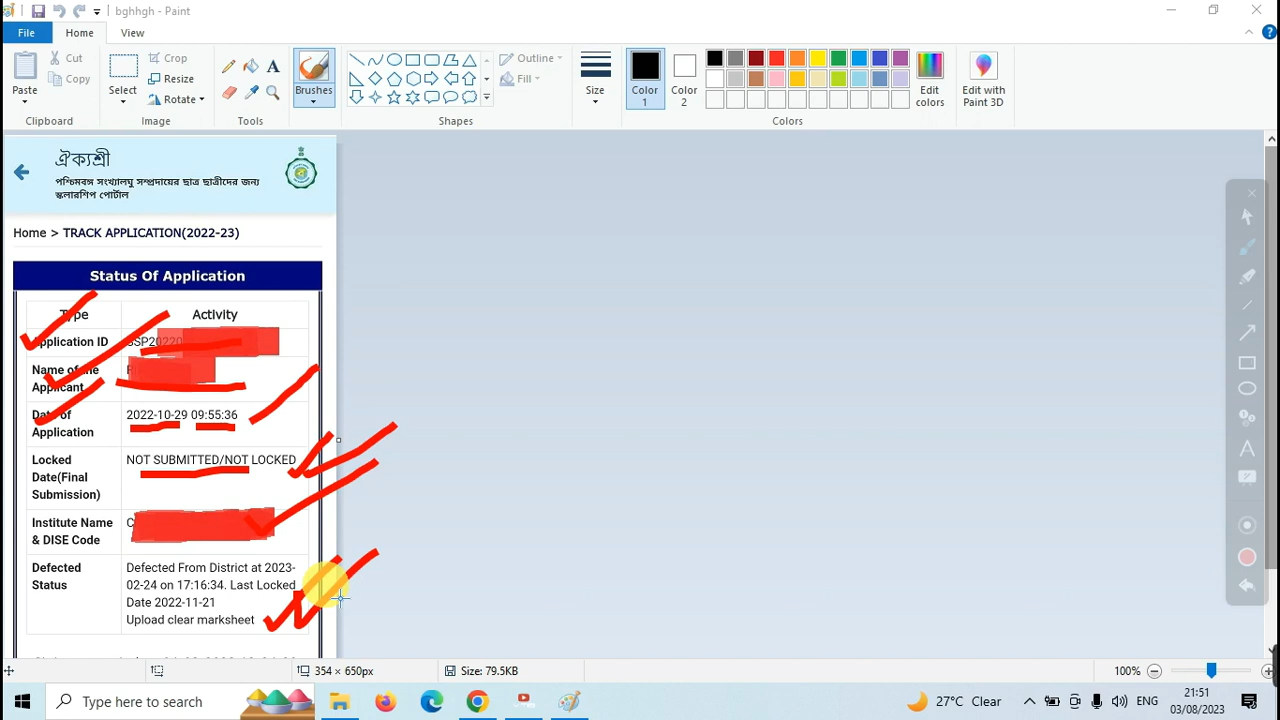 bghhgh - Paint
File
Home
View
Paste
Cut
Copy
Clipboard
Select
Crop
Resize
Rotate
Image
Tools
Brushes
Shapes
Outline
Fill
Size
Color 1
Color 2
Colors
Edit colors
Edit with Paint 3D
ঐক্যশ্রী
পশ্চিমবঙ্গ সংখ্যালঘু সম্প্রদায়ের ছাত্র ছাত্রীদের জন্য
স্কলারশিপ পোর্টাল
Home > TRACK APPLICATION(2022-23)
Status Of Application
Type
Activity
Application ID
Name of the
Applicant
Date of
Application
2022-10-29 09:55:36
Locked
Date(Final
Submission)
NOT SUBMITTED/NOT LOCKED
Institute Name
& DISE Code
Defected
Status
Defected From District at 2023-
02-24 on 17:16:34. Last Locked
Date 2022-11-21
Upload clear marksheet
354 × 650px
Size: 79.5KB
100%
Type here to search
27°C Clear
ENG
21:51
03/08/2023